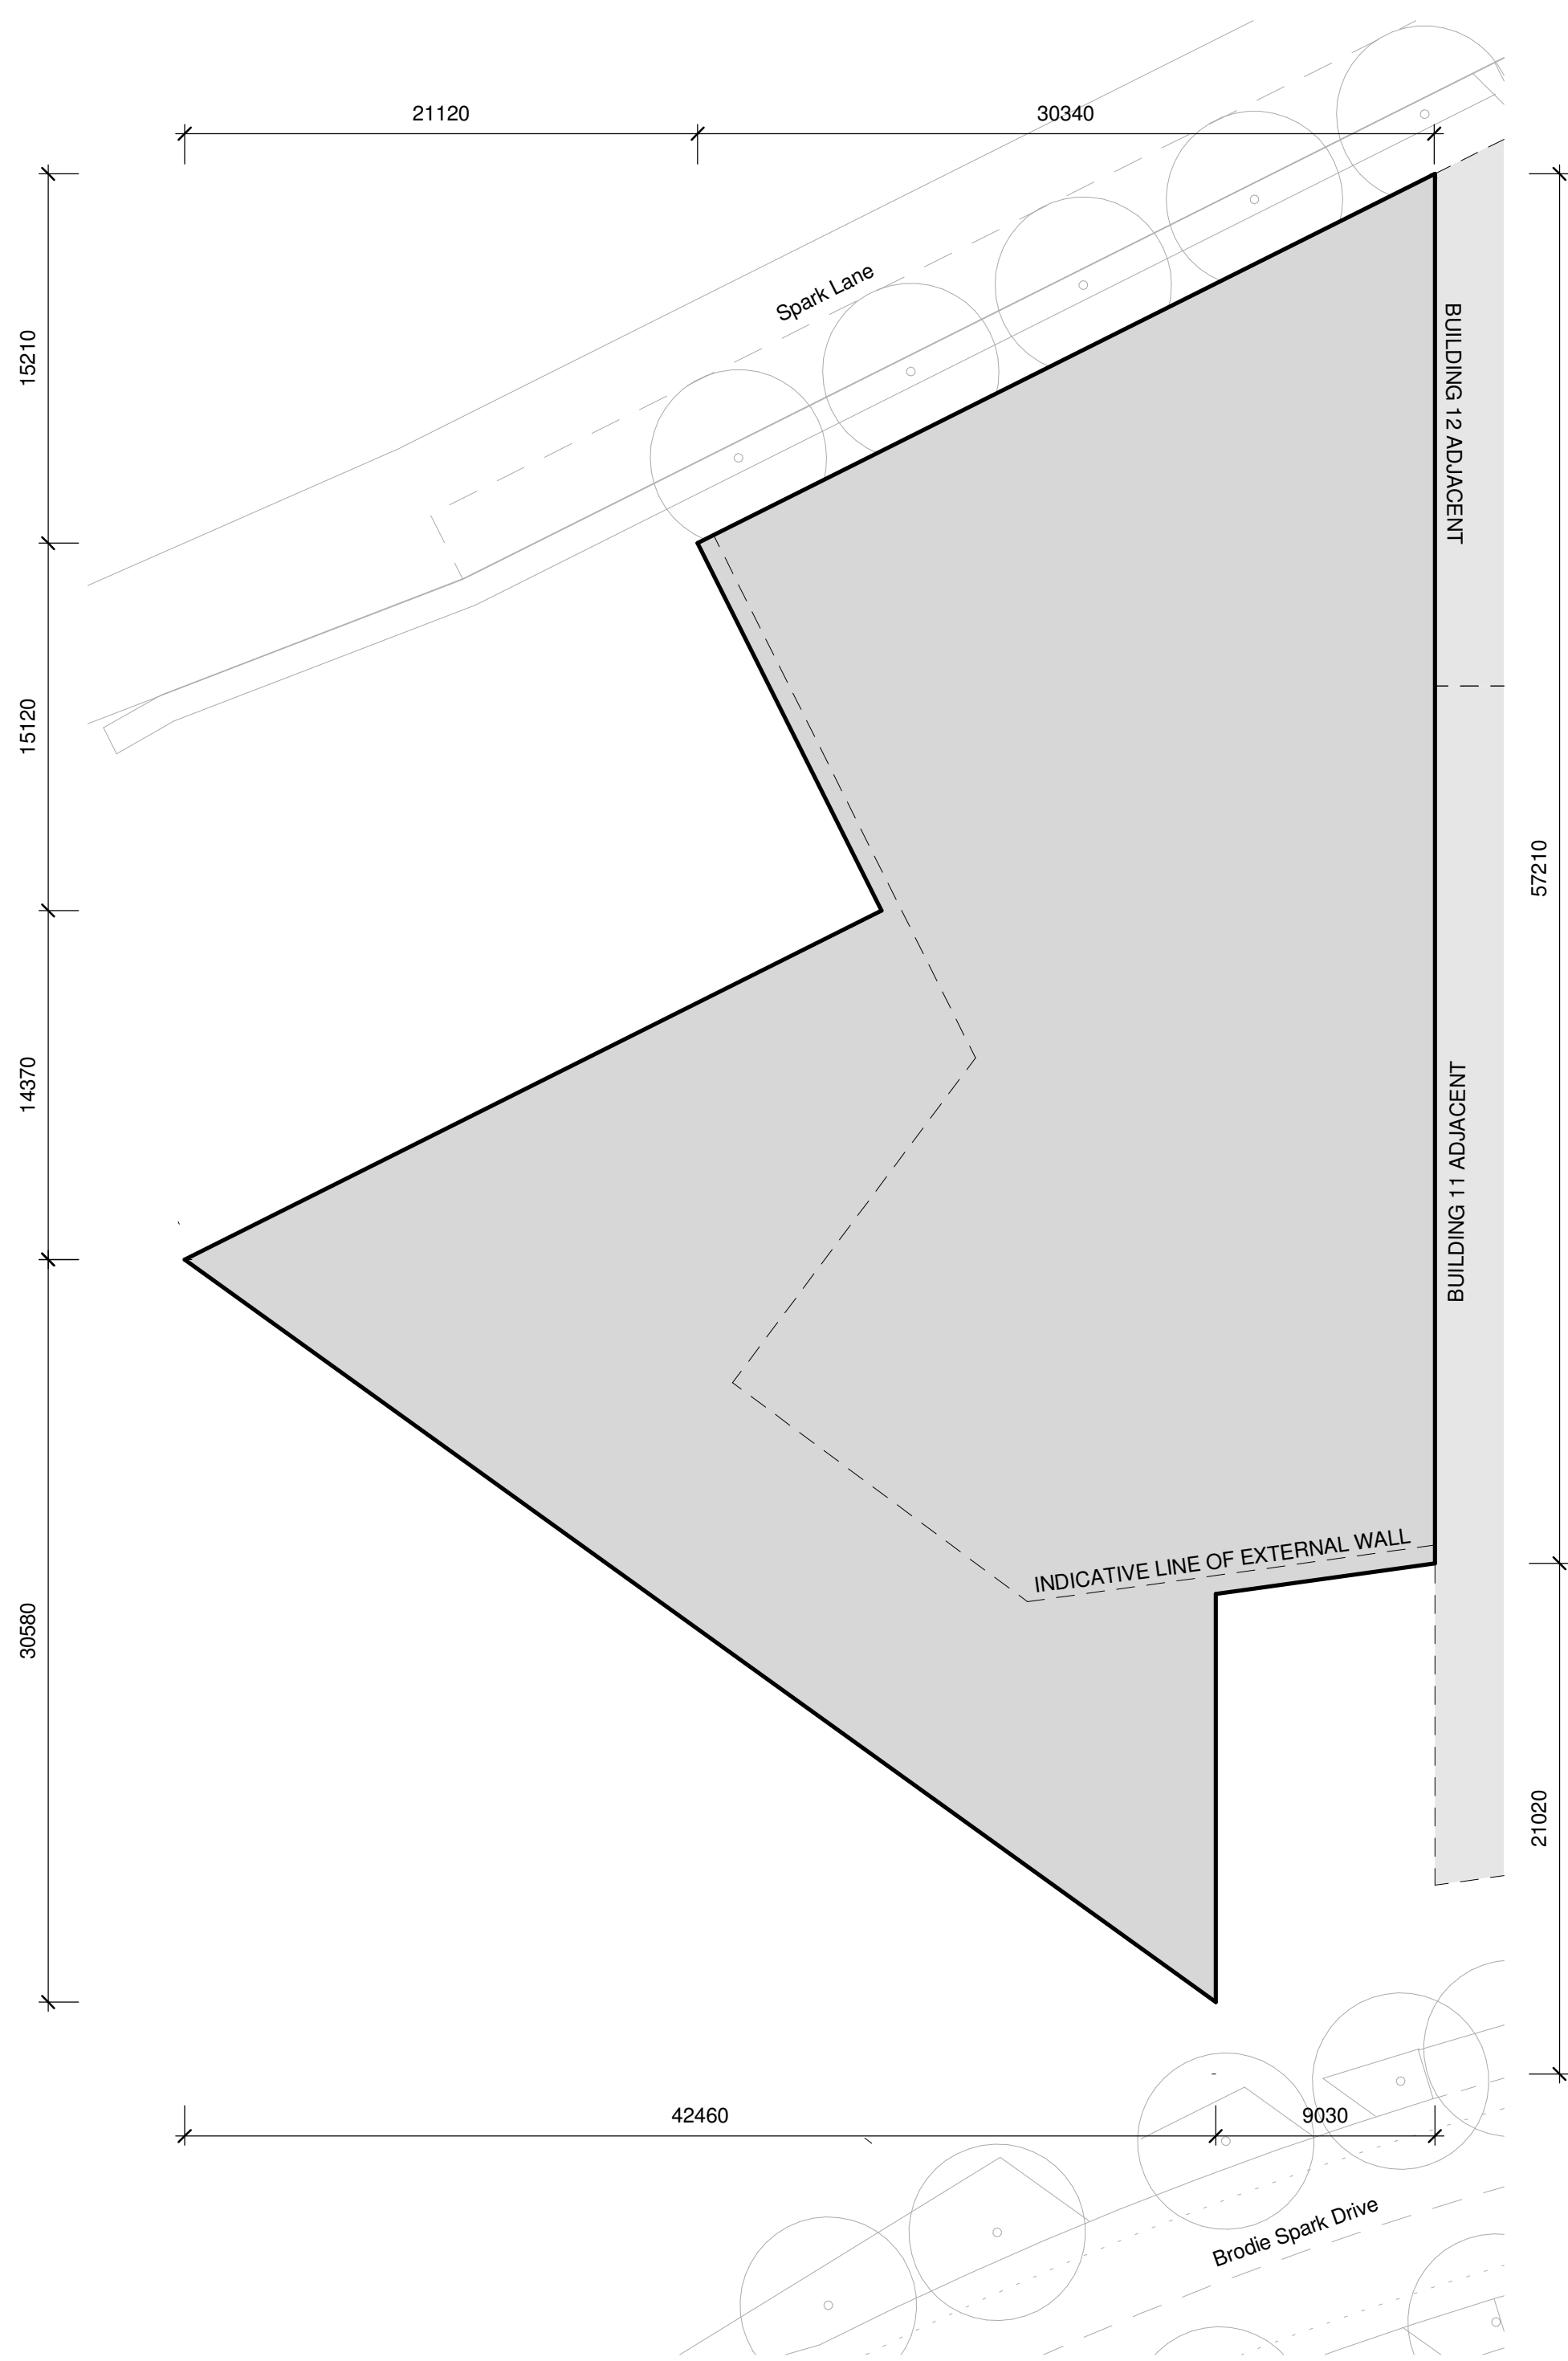 21120
30340
15210
Spark Lane
BUILDING 12 ADJACENT
15120
57210
14370
BUILDING 11 ADJACENT
INDICATIVE LINE OF EXTERNAL WALL
30580
21020
42460
9030
Brodie Spark Drive